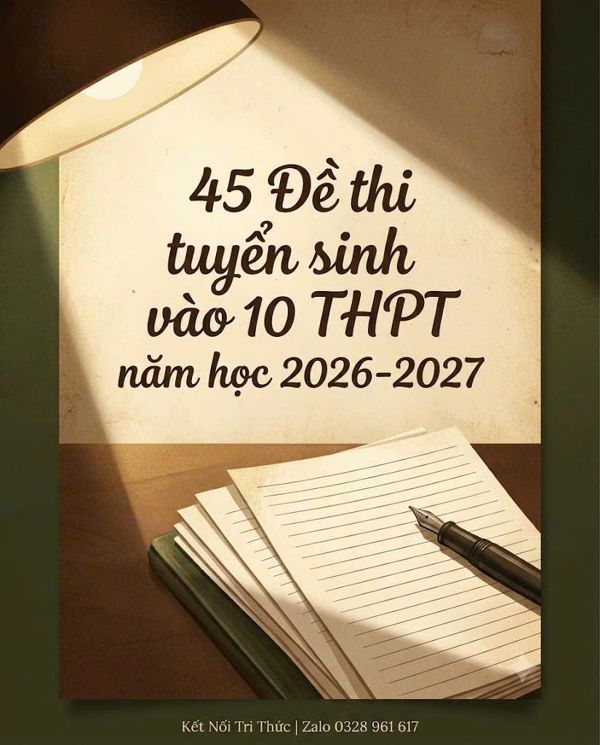 45 Đề thi
tuyển sinh
vào 10 THPT
năm học 2026-2027
Kết Nối Tri Thức | Zalo 0328 961 617